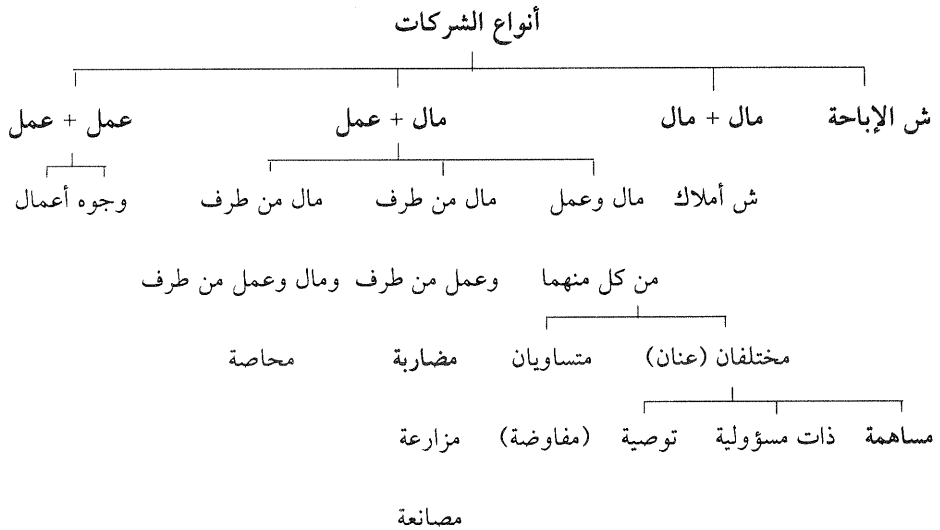 أنواع الشركات
ش الإباحة مال + مال مال + عمل عمل + عمل
ش أملاك مال وعمل مال من طرف مال من طرف وجوه أعمال
من كل منهما وعمل من طرف ومال وعمل من طرف
مختلفان (عنان) متساويان مضاربة محاصة
مساهمة ذات مسؤولية توصية (مفاوضة) مزارعة
مصانعة